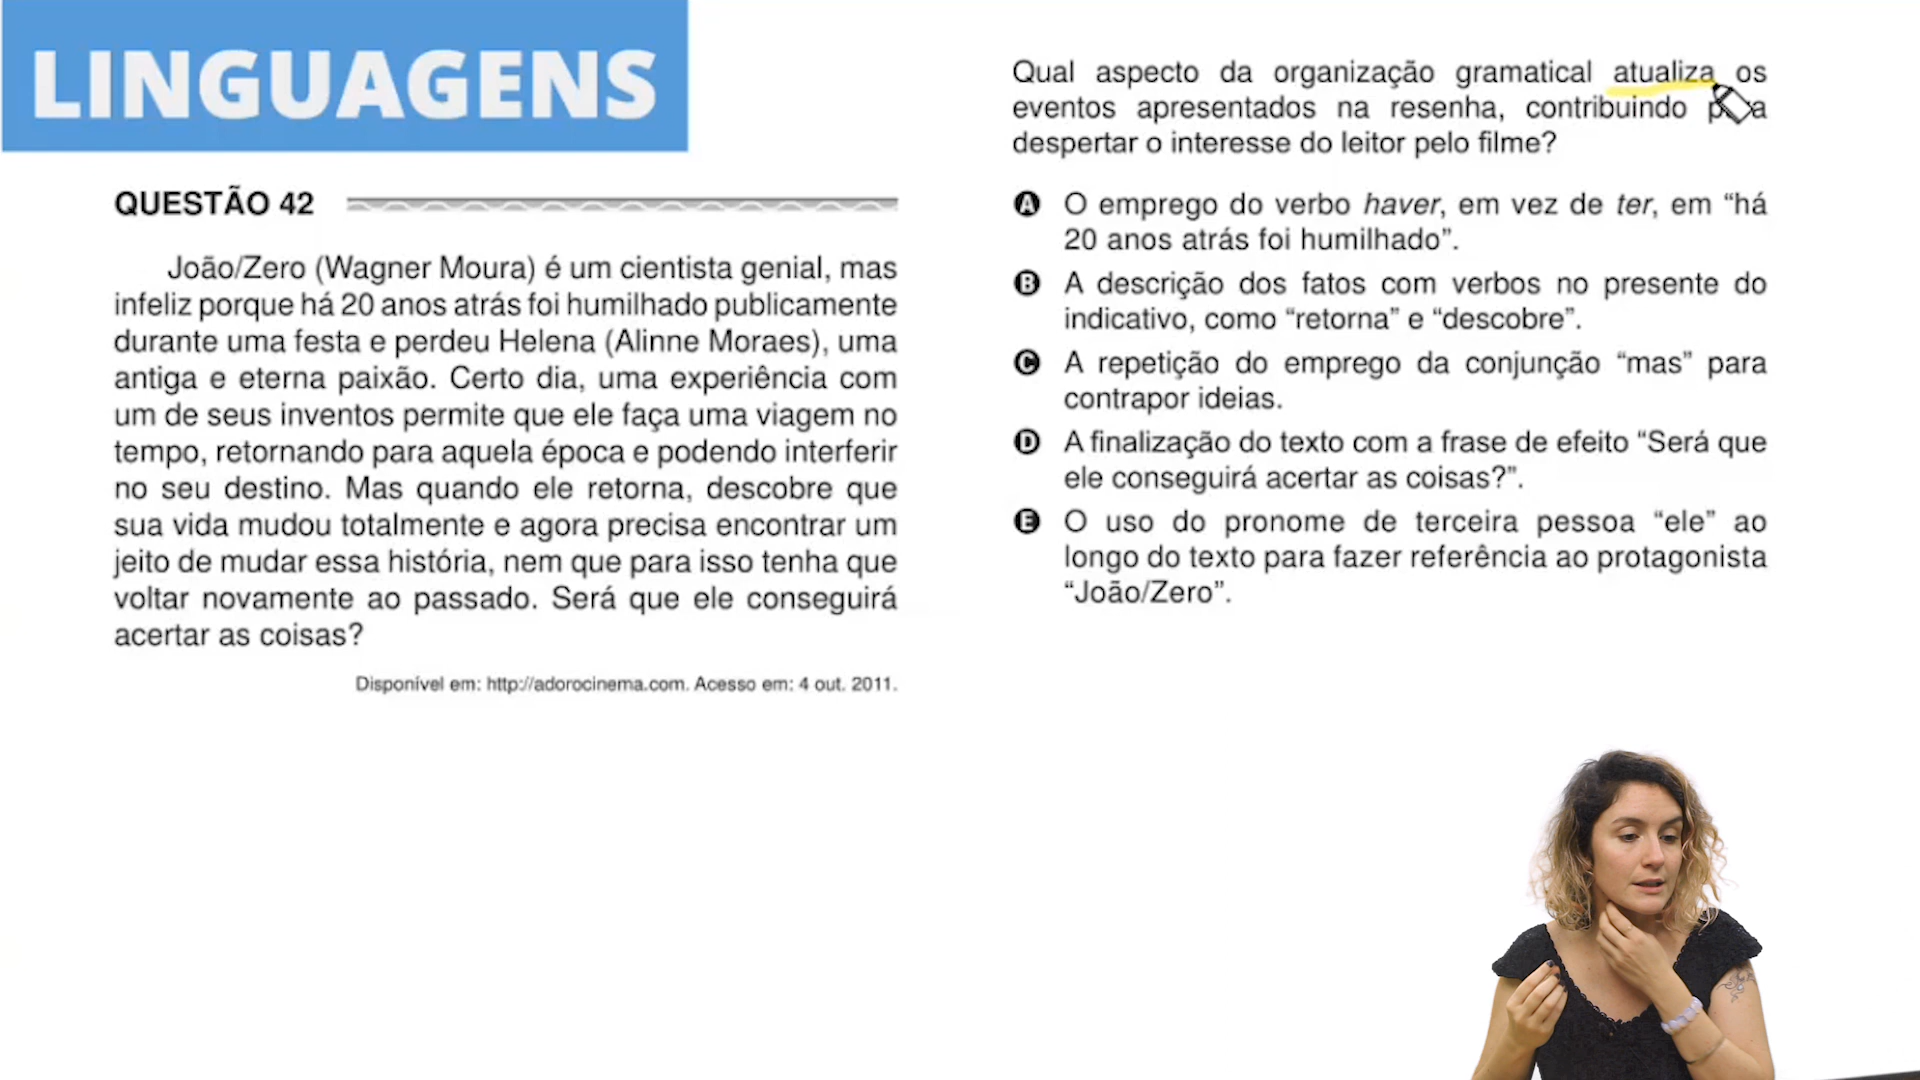 LINGUAGENS
QUESTÃO 42
João/Zero (Wagner Moura) é um cientista genial, mas
infeliz porque há 20 anos atrás foi humilhado publicamente
durante uma festa e perdeu Helena (Alinne Moraes), uma
antiga e eterna paixão. Certo dia, uma experiência com
um de seus inventos permite que ele faça uma viagem no
tempo, retornando para aquela época e podendo interferir
no seu destino. Mas quando ele retorna, descobre que
sua vida mudou totalmente e agora precisa encontrar um
jeito de mudar essa história, nem que para isso tenha que
voltar novamente ao passado. Será que ele conseguirá
acertar as coisas?
Disponível em: http://adorocinema.com. Acesso em: 4 out. 2011.
Qual aspecto da organização gramatical atualiza os
eventos apresentados na resenha, contribuindo
despertar o interesse do leitor pelo filme?
A O emprego do verbo haver, em vez de ter, em “há
20 anos atrás foi humilhado”.
B A descrição dos fatos com verbos no presente do
indicativo, como “retorna” e “descobre”.
C A repetição do emprego da conjunção “mas” para
contrapor ideias.
D A finalização do texto com a frase de efeito “Será que
ele conseguirá acertar as coisas?”.
E O uso do pronome de terceira pessoa “ele” ao
longo do texto para fazer referência ao protagonista
“João/Zero”.